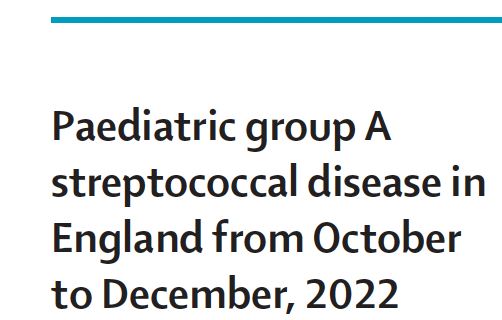 Paediatric group A
streptococcal disease in
England from October
to December, 2022